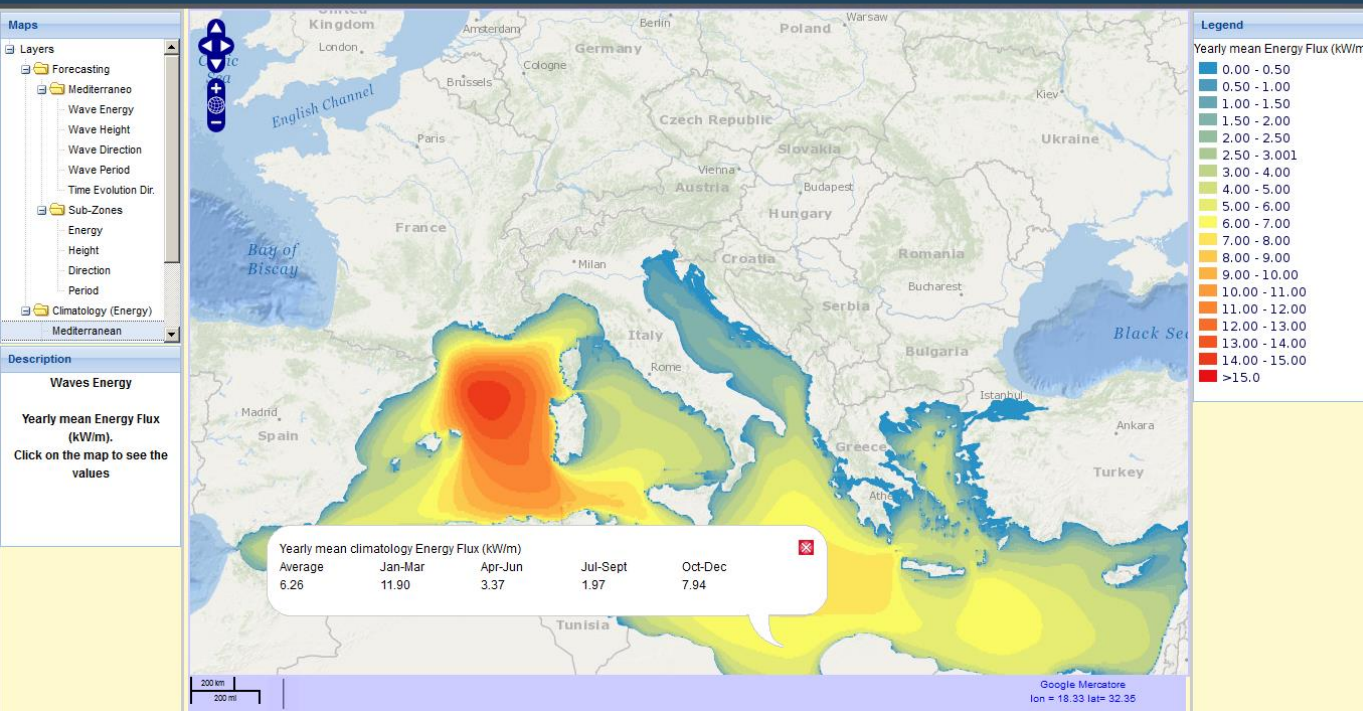 Maps
Layers
Forecasting
Mediterraneo
Wave Energy
Wave Height
Wave Direction
Wave Period
Time Evolution Dir.
Sub-Zones
Energy
Height
Direction
Period
Climatology (Energy)
Mediterranean
Description
Waves Energy
Yearly mean Energy Flux
(kW/m).
Click on the map to see the
values
Kingdom
London
Amsterdam
Berlin
Warsaw
Poland
Germany
Cologne
Brussels
English Channel
Paris
Kiev
Ukraine
Czech Republic
Slovakia
Vienna
Austria
Budapest
Hungary
France
Bay of
Biscay
Milan
Croatia
Romania
Bucharest
Serbia
Italy
Bulgaria
Black Sea
Rome
Istanbul
Madrid
Spain
Ankara
Greece
Turkey
Tunisia
Yearly mean climatology Energy Flux (kW/m)
Average Jan-Mar Apr-Jun Jul-Sept Oct-Dec
6.26 11.90 3.37 1.97 7.94
200 km
200 mi
Google Mercatore
lon = 18.33 lat= 32.35
Legend
Yearly mean Energy Flux (kW/m
0.00 - 0.50
0.50 - 1.00
1.00 - 1.50
1.50 - 2.00
2.00 - 2.50
2.50 - 3.001
3.00 - 4.00
4.00 - 5.00
5.00 - 6.00
6.00 - 7.00
7.00 - 8.00
8.00 - 9.00
9.00 - 10.00
10.00 - 11.00
11.00 - 12.00
12.00 - 13.00
13.00 - 14.00
14.00 - 15.00
>15.0